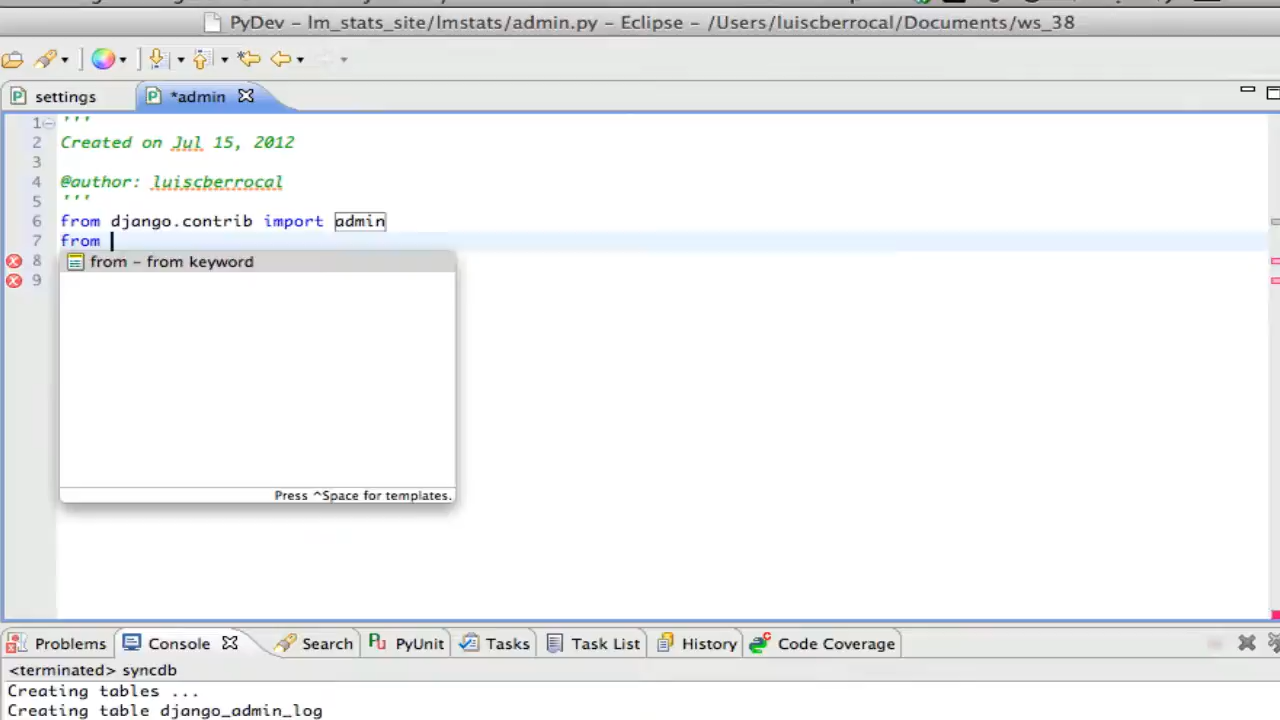 PyDev – lm_stats_site/lmstats/admin.py – Eclipse – /Users/luiscberrocal/Documents/ws_38
settings
*admin
1 '''
2 Created on Jul 15, 2012
3
4 @author: luiscberrocal
5 '''
6 from django.contrib import admin
7 from
8
9
from – from keyword
Press ^Space for templates.
Problems Console Search PyUnit Tasks Task List History Code Coverage
<terminated> syncdb
Creating tables ...
Creating table django_admin_log